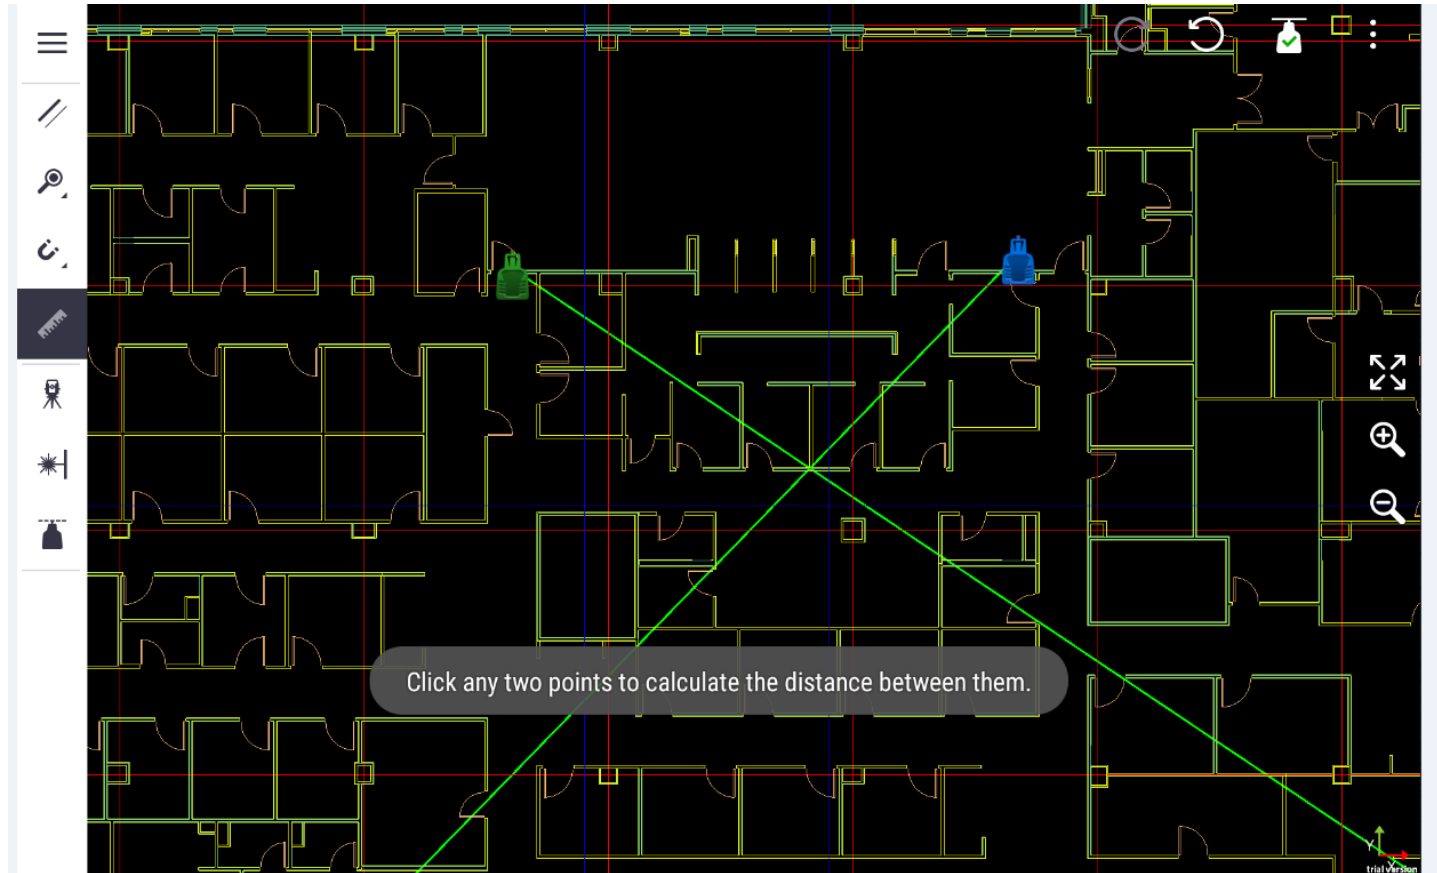 Click any two points to calculate the distance between them.
Y
X
trial version